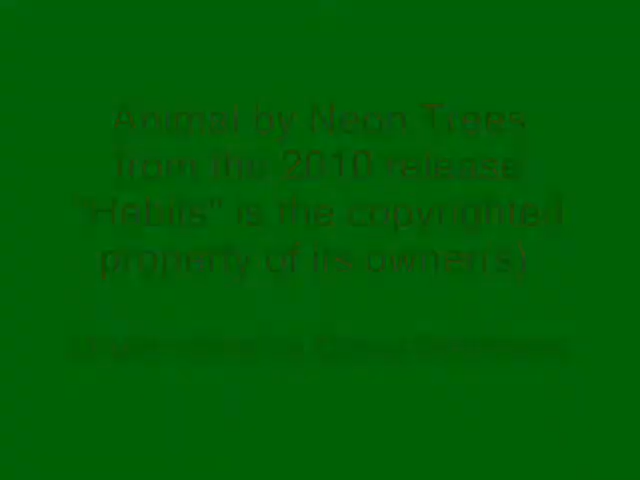 Animal by Neon Trees
from the 2010 release
"Habits" is the copyrighted
property of its owner(s)